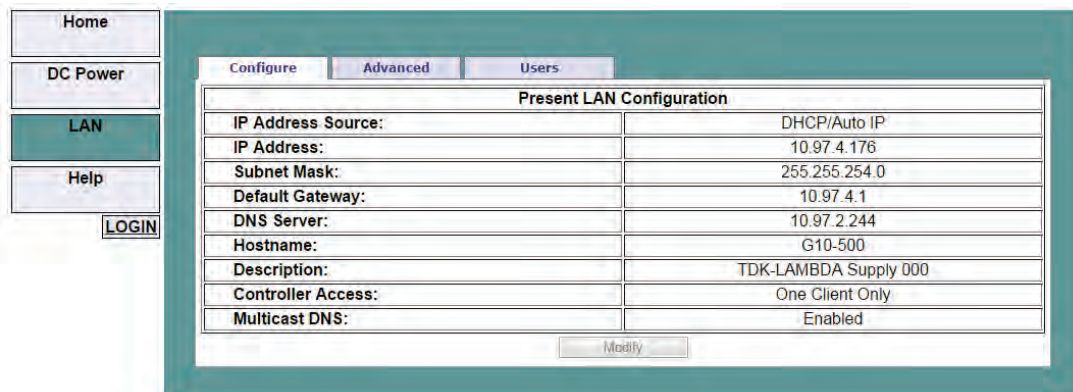 Home
DC Power
LAN
Help
LOGIN
Configure Advanced Users
Present LAN Configuration
IP Address Source: DHCP/Auto IP
IP Address: 10.97.4.176
Subnet Mask: 255.255.254.0
Default Gateway: 10.97.4.1
DNS Server: 10.97.2.244
Hostname: G10-500
Description: TDK-LAMBDA Supply 000
Controller Access: One Client Only
Multicast DNS: Enabled
Modify